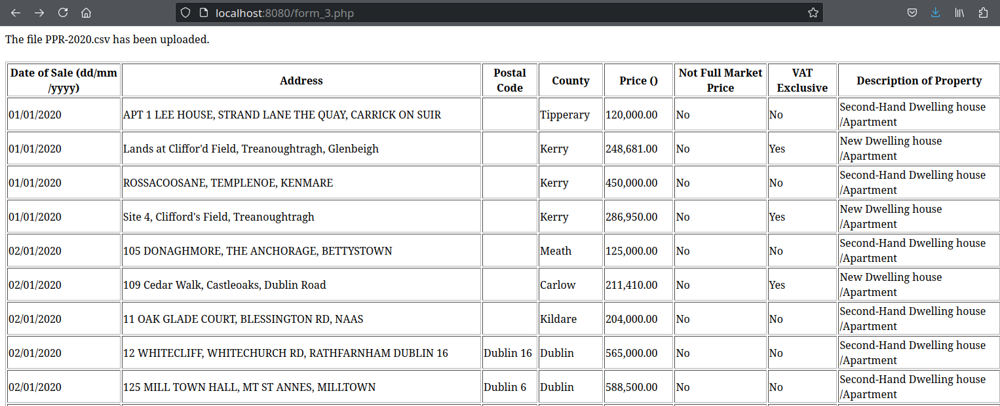 localhost:8080/form_3.php
The file PPR-2020.csv has been uploaded.
Date of Sale (dd/mm/yyyy) Address Postal Code County Price () Not Full Market Price VAT Exclusive Description of Property
01/01/2020 APT 1 LEE HOUSE, STRAND LANE THE QUAY, CARRICK ON SUIR Tipperary 120,000.00 No No Second-Hand Dwelling house /Apartment
01/01/2020 Lands at Cliffor'd Field, Treanoughtragh, Glenbeigh Kerry 248,681.00 No Yes New Dwelling house /Apartment
01/01/2020 ROSSACOOSANE, TEMPLENOE, KENMARE Kerry 450,000.00 No No Second-Hand Dwelling house /Apartment
01/01/2020 Site 4, Clifford's Field, Treanoughtragh Kerry 286,950.00 No Yes New Dwelling house /Apartment
02/01/2020 105 DONAGHMORE, THE ANCHORAGE, BETTYSTOWN Meath 125,000.00 No No Second-Hand Dwelling house /Apartment
02/01/2020 109 Cedar Walk, Castleoaks, Dublin Road Carlow 211,410.00 No Yes New Dwelling house /Apartment
02/01/2020 11 OAK GLADE COURT, BLESSINGTON RD, NAAS Kildare 204,000.00 No No Second-Hand Dwelling house /Apartment
02/01/2020 12 WHITECLIFF, WHITECHURCH RD, RATHFARNHAM DUBLIN 16 Dublin 16 Dublin 565,000.00 No No Second-Hand Dwelling house /Apartment
02/01/2020 125 MILL TOWN HALL, MT ST ANNES, MILLTOWN Dublin 6 Dublin 588,500.00 No No Second-Hand Dwelling house /Apartment